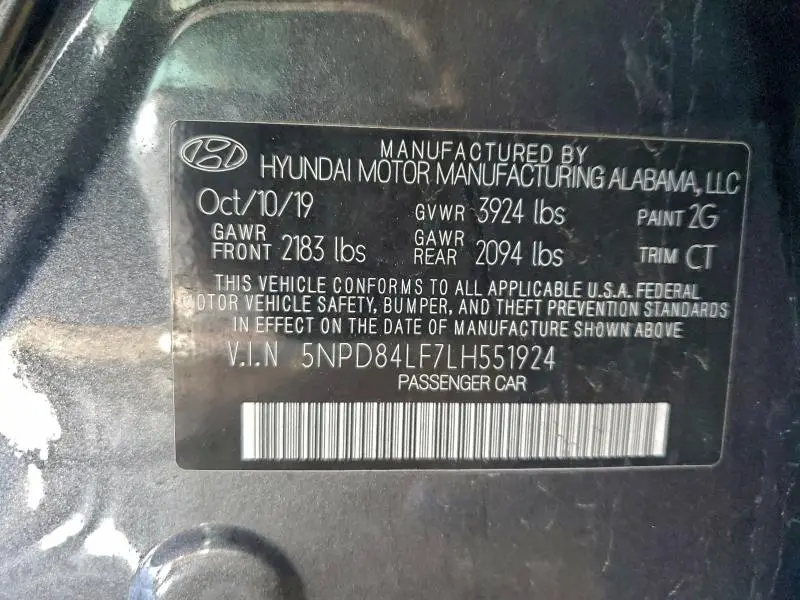 MANUFACTURED BY
HYUNDAI MOTOR MANUFACTURING ALABAMA, LLC
Oct/10/19 GVWR 3924 lbs PAINT 2G
GAWR FRONT 2183 lbs GAWR REAR 2094 lbs TRIM CT
THIS VEHICLE CONFORMS TO ALL APPLICABLE U.S.A. FEDERAL
MOTOR VEHICLE SAFETY, BUMPER, AND THEFT PREVENTION STANDARDS
IN EFFECT ON THE DATE OF MANUFACTURE SHOWN ABOVE
V.I.N 5NPD84LF7LH551924
PASSENGER CAR